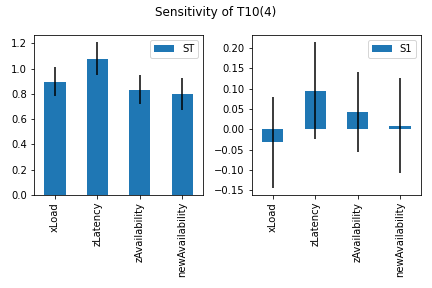 Sensitivity of T10(4)
ST
1.2
1.0
0.8
0.6
0.4
0.2
0.0
xLoad
zLatency
zAvailability
newAvailability
S1
0.20
0.15
0.10
0.05
0.00
−0.05
−0.10
−0.15
xLoad
zLatency
zAvailability
newAvailability